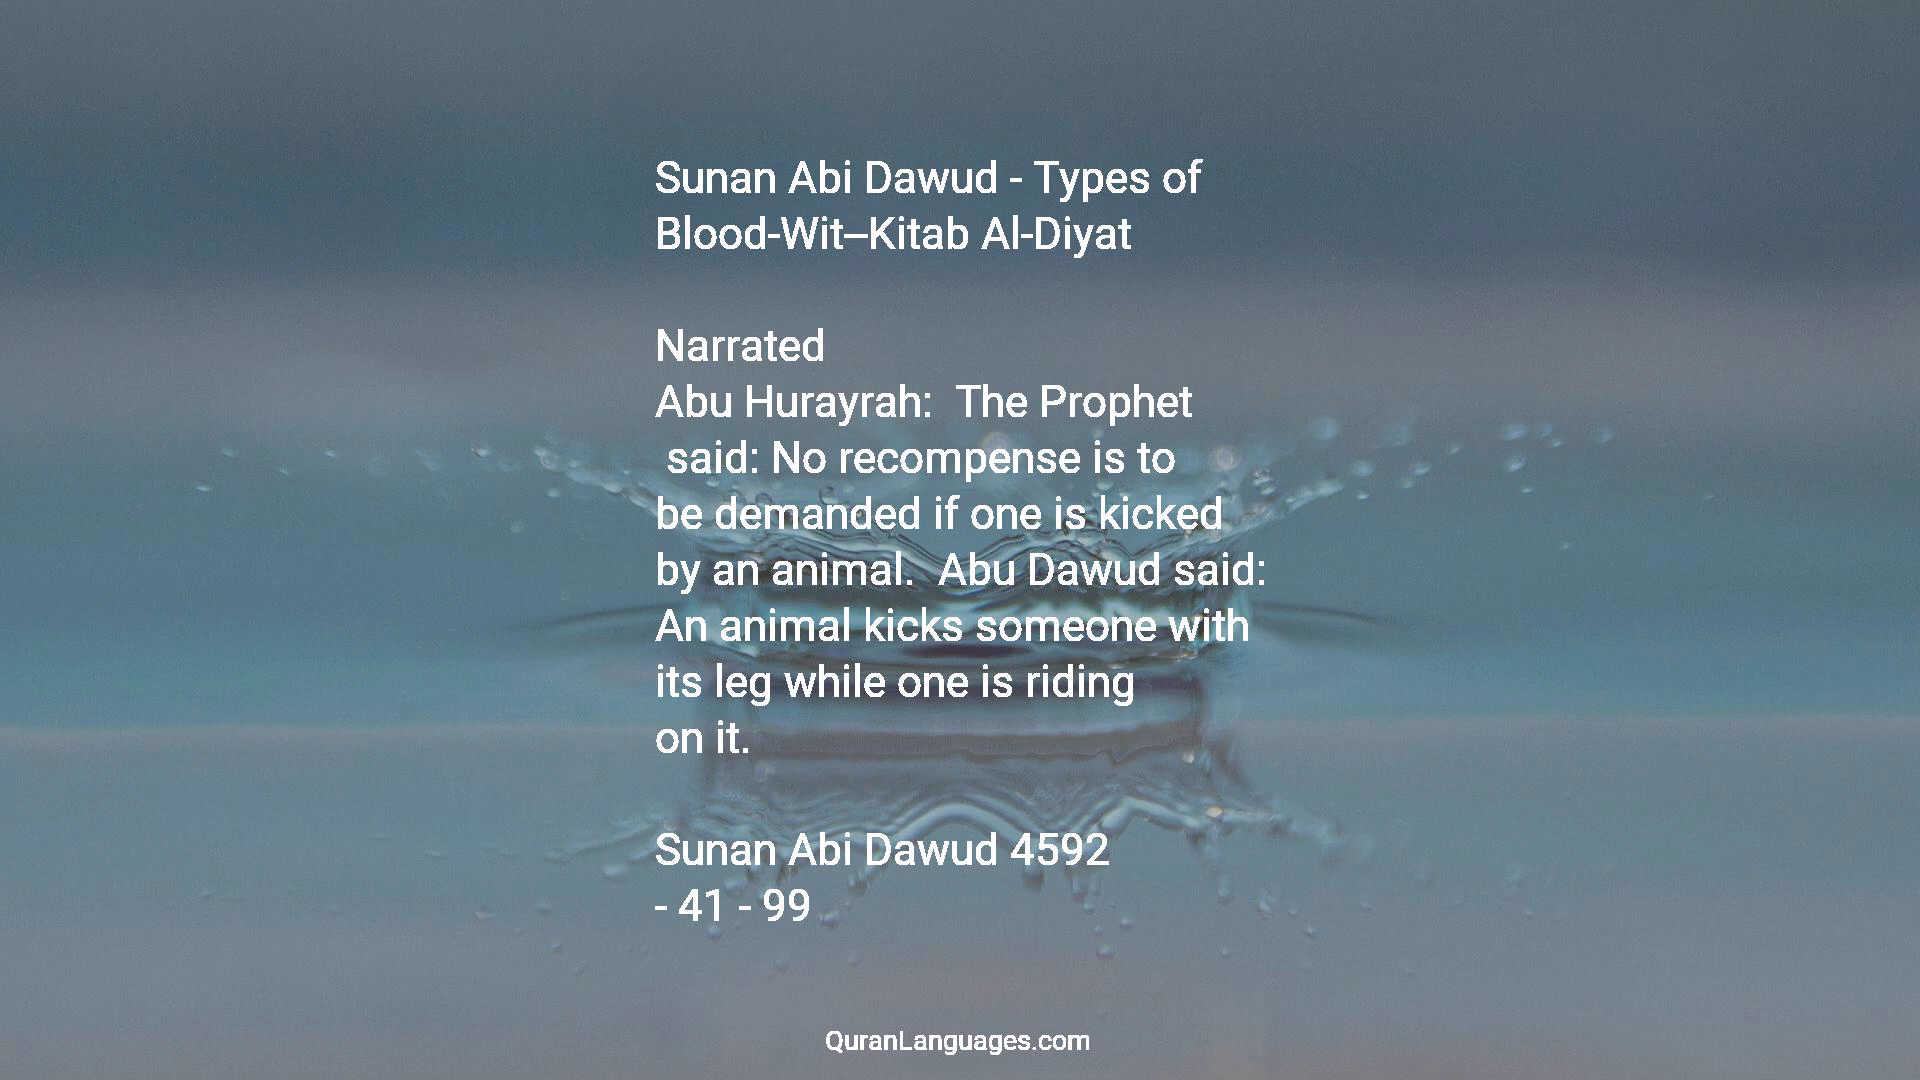 Sunan Abi Dawud - Types of
Blood-Wit–Kitab Al-Diyat
Narrated
Abu Hurayrah:  The Prophet
said: No recompense is to
be demanded if one is kicked
by an animal.  Abu Dawud said:
An animal kicks someone with
its leg while one is riding
on it.
Sunan Abi Dawud 4592
- 41 - 99
QuranLanguages.com